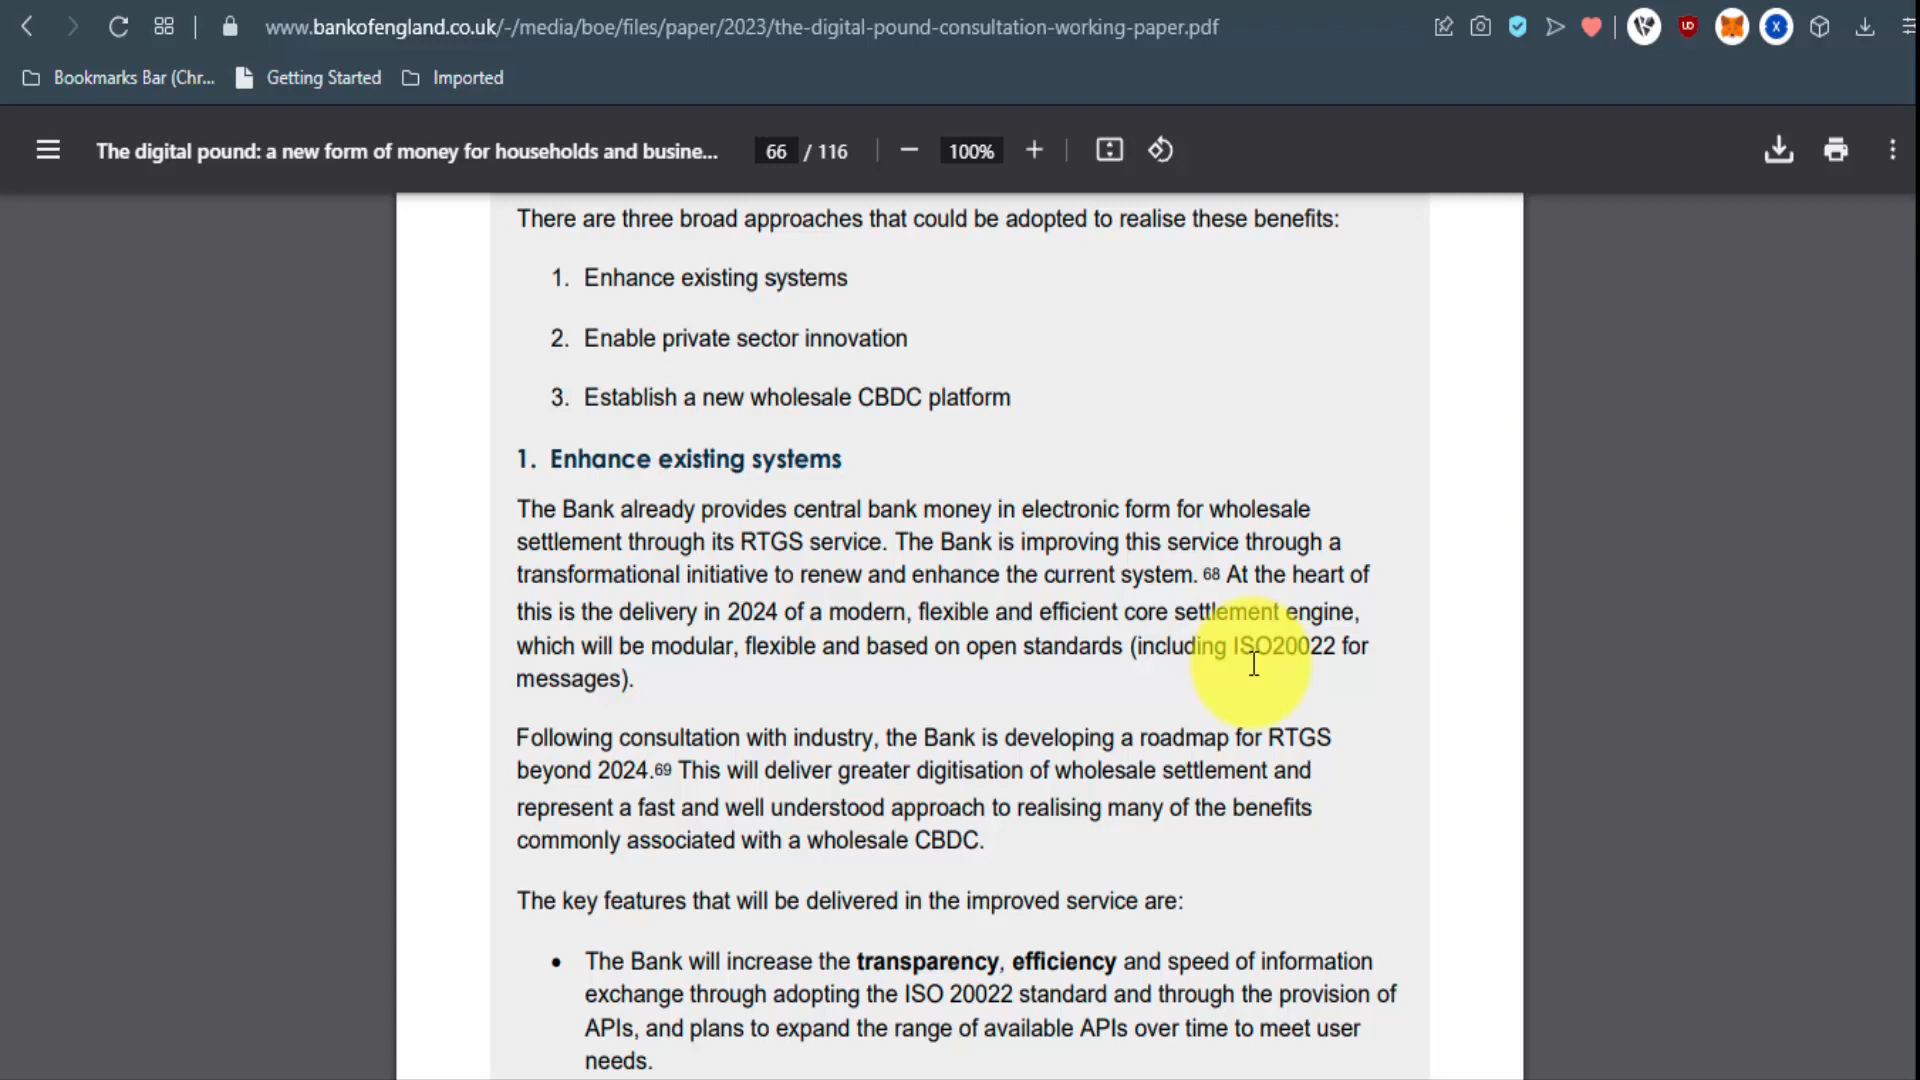 www.bankofengland.co.uk/-/media/boe/files/paper/2023/the-digital-pound-consultation-working-paper.pdf
Bookmarks Bar (Chr... Getting Started Imported
The digital pound: a new form of money for households and busine... 66 / 116 100%
There are three broad approaches that could be adopted to realise these benefits:
1. Enhance existing systems
2. Enable private sector innovation
3. Establish a new wholesale CBDC platform
1. Enhance existing systems
The Bank already provides central bank money in electronic form for wholesale
settlement through its RTGS service. The Bank is improving this service through a
transformational initiative to renew and enhance the current system. 68 At the heart of
this is the delivery in 2024 of a modern, flexible and efficient core settlement engine,
which will be modular, flexible and based on open standards (including ISO20022 for
messages).
Following consultation with industry, the Bank is developing a roadmap for RTGS
beyond 2024.69 This will deliver greater digitisation of wholesale settlement and
represent a fast and well understood approach to realising many of the benefits
commonly associated with a wholesale CBDC.
The key features that will be delivered in the improved service are:
• The Bank will increase the transparency, efficiency and speed of information
exchange through adopting the ISO 20022 standard and through the provision of
APIs, and plans to expand the range of available APIs over time to meet user
needs.